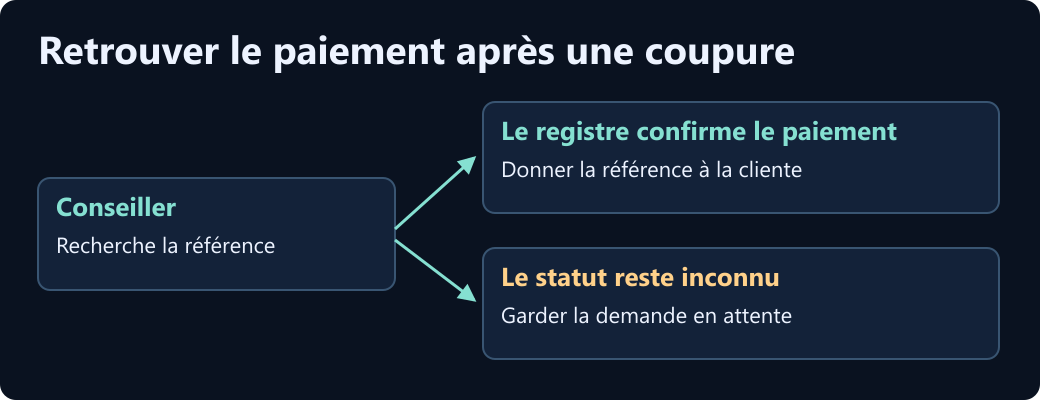 Retrouver le paiement après une coupure
Conseiller
Recherche la référence
Le registre confirme le paiement
Donner la référence à la cliente
Le statut reste inconnu
Garder la demande en attente